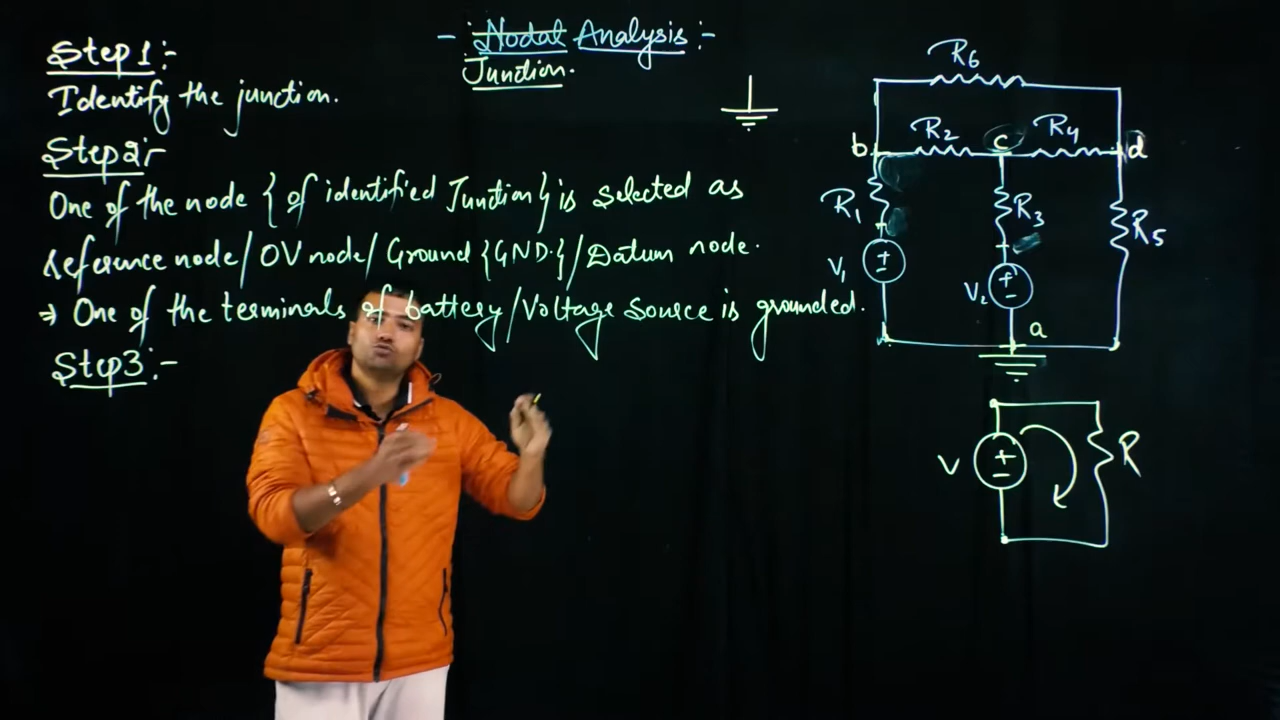 - Nodal Analysis :-
Junction.
Step 1 :-
Identify the junction.
Step 2:-
One of the node { of identified Junction } is selected as
reference node / 0V node / Ground {GND.} / Datum node.
⇒ One of the terminals of battery / Voltage Source is grounded.
Step 3 :-
R6
b R2 c R4 d
R1 R3 R5
V1 + - V2 + -
a
V + - R